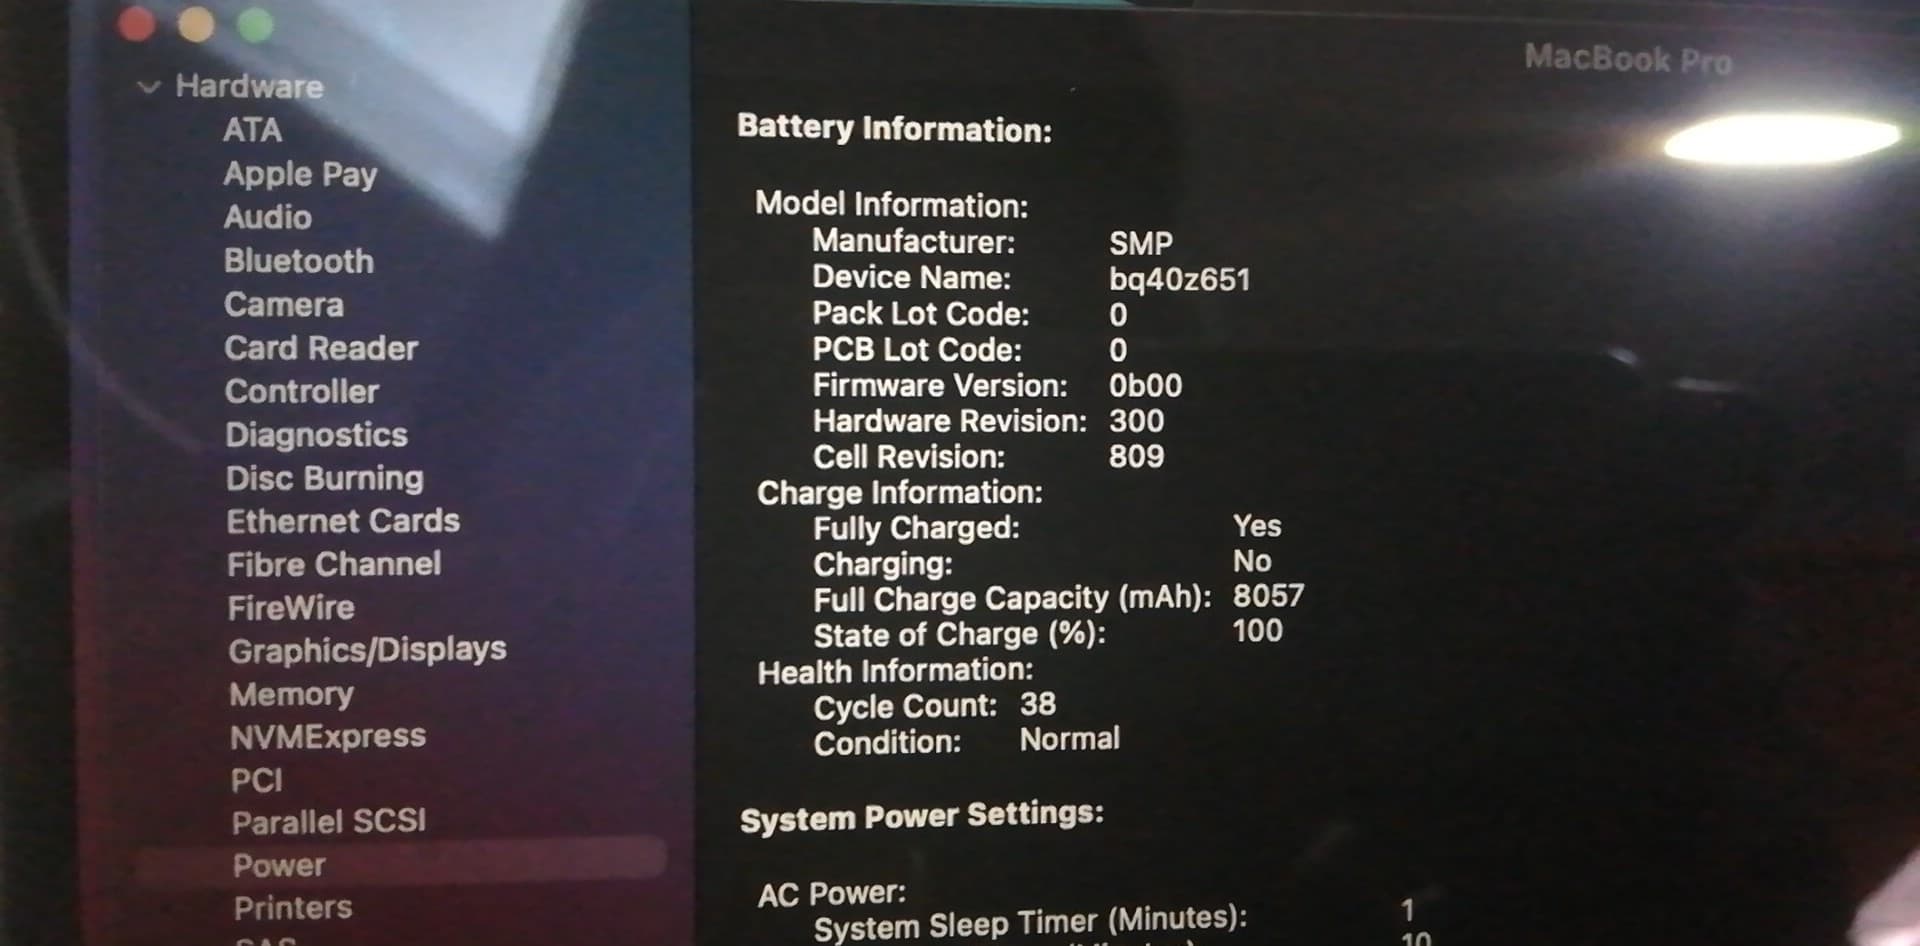 MacBook Pro
Hardware
ATA
Apple Pay
Audio
Bluetooth
Camera
Card Reader
Controller
Diagnostics
Disc Burning
Ethernet Cards
Fibre Channel
FireWire
Graphics/Displays
Memory
NVMExpress
PCI
Parallel SCSI
Power
Printers
SAS
Battery Information:
Model Information:
Manufacturer: SMP
Device Name: bq40z651
Pack Lot Code: 0
PCB Lot Code: 0
Firmware Version: 0b00
Hardware Revision: 300
Cell Revision: 809
Charge Information:
Fully Charged: Yes
Charging: No
Full Charge Capacity (mAh): 8057
State of Charge (%): 100
Health Information:
Cycle Count: 38
Condition: Normal
System Power Settings:
AC Power:
System Sleep Timer (Minutes): 1
10